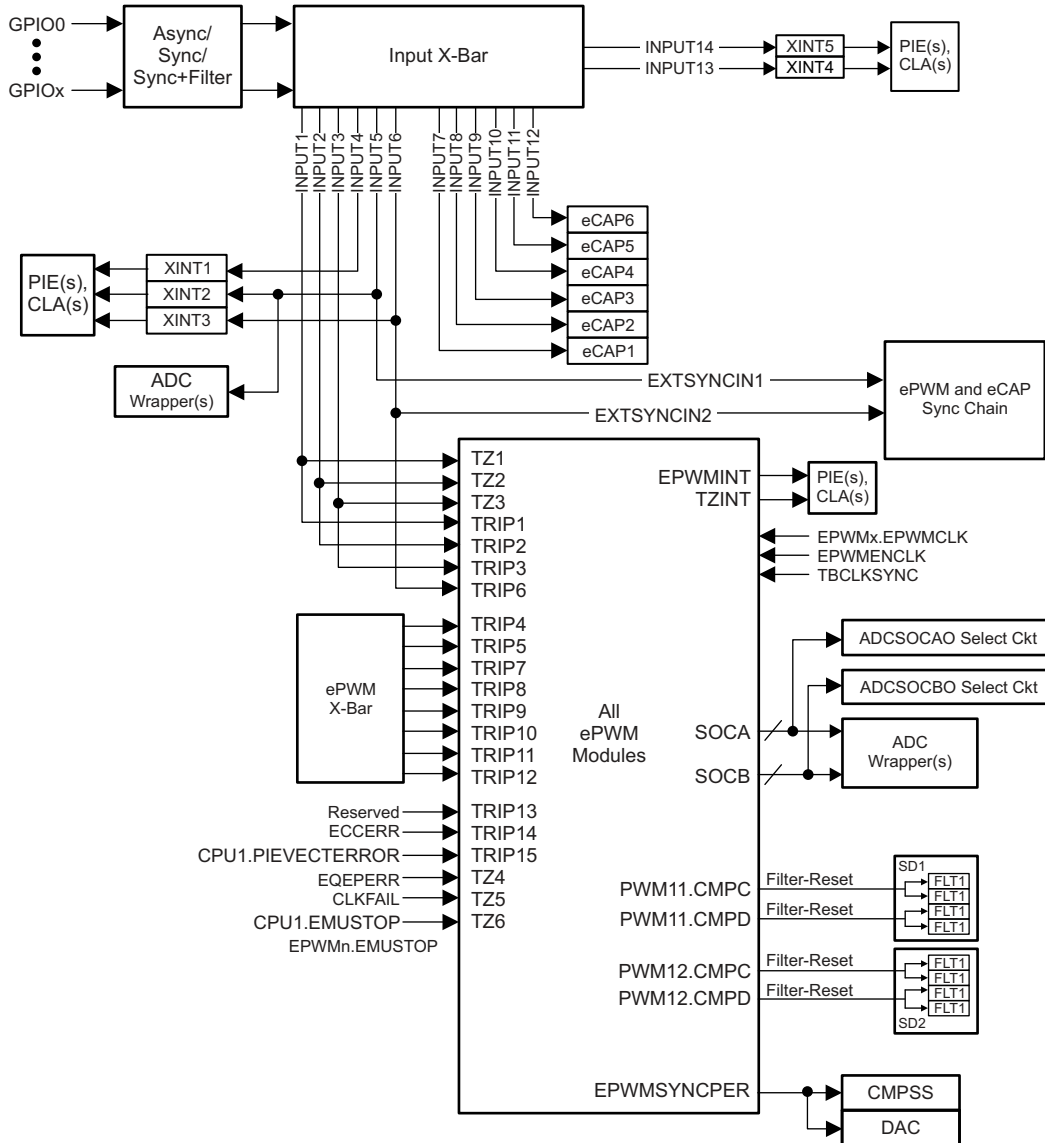 GPIO0
GPIOx
Async/
Sync/
Sync+Filter
Input X-Bar
INPUT14
INPUT13
XINT5
XINT4
PIE(s),
CLA(s)
INPUT1
INPUT2
INPUT3
INPUT4
INPUT5
INPUT6
INPUT7
INPUT8
INPUT9
INPUT10
INPUT11
INPUT12
eCAP6
eCAP5
eCAP4
eCAP3
eCAP2
eCAP1
PIE(s),
CLA(s)
XINT1
XINT2
XINT3
ADC
Wrapper(s)
EXTSYNCIN1
EXTSYNCIN2
ePWM and eCAP
Sync Chain
TZ1
TZ2
TZ3
TRIP1
TRIP2
TRIP3
TRIP6
EPWMINT
TZINT
PIE(s),
CLA(s)
EPWMx.EPWMCLK
EPWMENCLK
TBCLKSYNC
ePWM
X-Bar
TRIP4
TRIP5
TRIP7
TRIP8
TRIP9
TRIP10
TRIP11
TRIP12
All
ePWM
Modules
SOCA
SOCB
ADCSOCAO Select Ckt
ADCSOCBO Select Ckt
ADC
Wrapper(s)
Reserved
ECCERR
CPU1.PIEVECTERROR
EQEPERR
CLKFAIL
CPU1.EMUSTOP
EPWMn.EMUSTOP
TRIP13
TRIP14
TRIP15
TZ4
TZ5
TZ6
PWM11.CMPC
PWM11.CMPD
PWM12.CMPC
PWM12.CMPD
Filter-Reset
Filter-Reset
Filter-Reset
Filter-Reset
SD1
FLT1
FLT1
FLT1
FLT1
FLT1
FLT1
FLT1
FLT1
SD2
EPWMSYNCPER
CMPSS
DAC